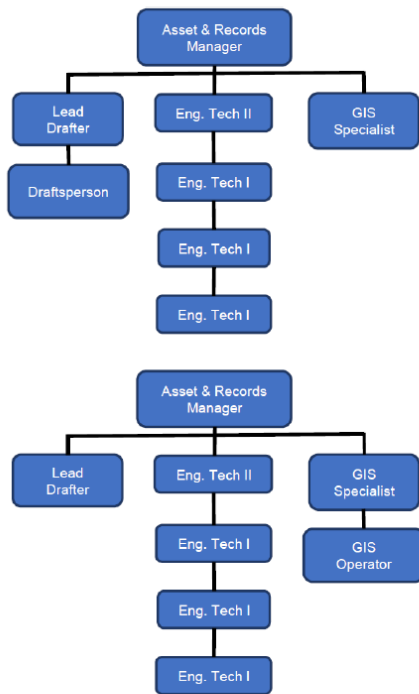 Asset & Records
Manager
Lead
Drafter
Eng. Tech II
GIS
Specialist
Draftsperson
Eng. Tech I
Eng. Tech I
Eng. Tech I
Asset & Records
Manager
Lead
Drafter
Eng. Tech II
GIS
Specialist
Eng. Tech I
GIS
Operator
Eng. Tech I
Eng. Tech I